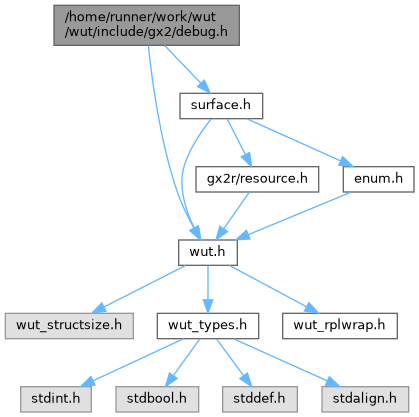 /home/runner/work/wut
/wut/include/gx2/debug.h
surface.h
gx2r/resource.h
enum.h
wut.h
wut_structsize.h
wut_types.h
wut_rplwrap.h
stdint.h
stdbool.h
stddef.h
stdalign.h